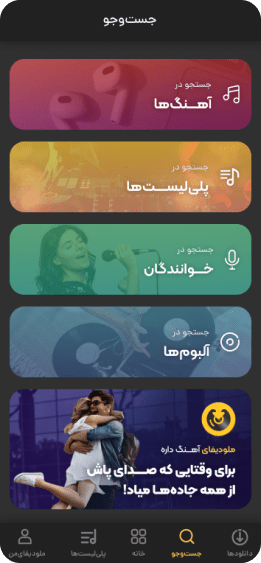 جست‌وجو
جستجو در
آهنگ‌ها
جستجو در
پلی‌لیست‌ها
جستجو در
خوانندگان
جستجو در
آلبوم‌ها
ملودیفای آهنگ داره
برای وقتایی که صدای پاش
از همه جاده‌ها میاد!
دانلودها
جست‌وجو
خانه
پلی‌لیست‌ها
ملودیفای‌من